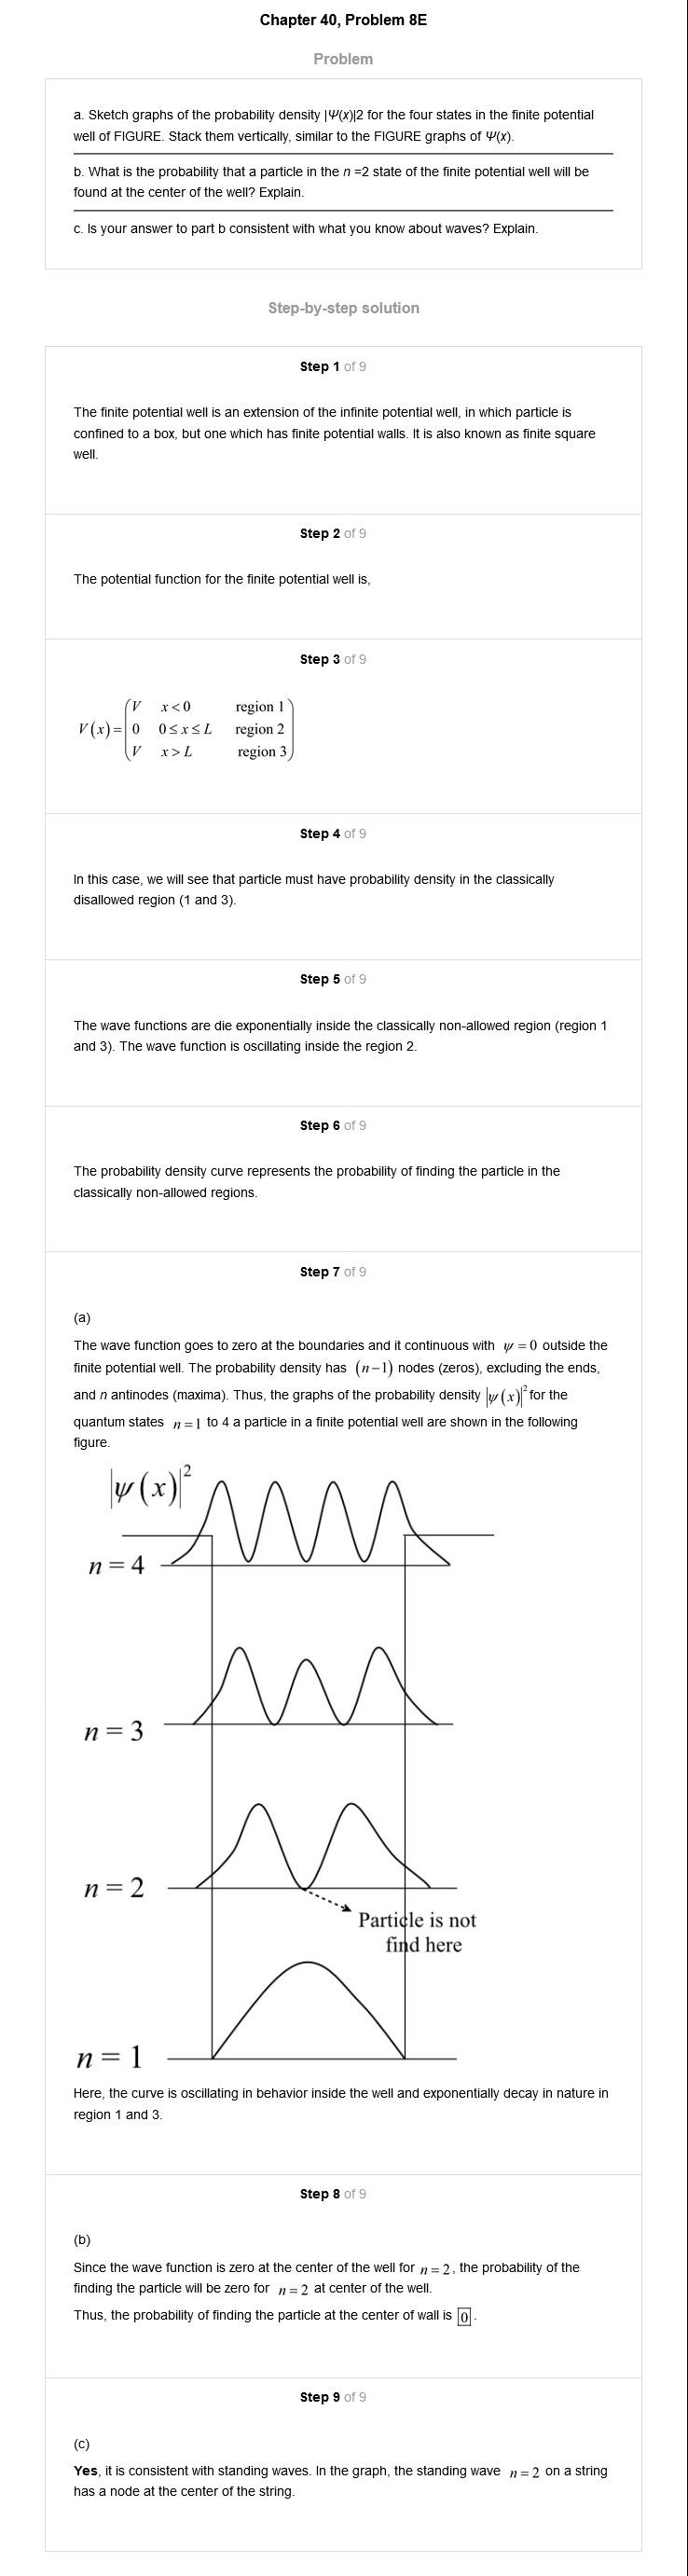 Chapter 40, Problem 8E
Problem
a. Sketch graphs of the probability density |Ψ(x)|2 for the four states in the finite potential
well of FIGURE. Stack them vertically, similar to the FIGURE graphs of Ψ(x).
b. What is the probability that a particle in the n =2 state of the finite potential well will be
found at the center of the well? Explain.
c. Is your answer to part b consistent with what you know about waves? Explain.
Step-by-step solution
Step 1 of 9
The finite potential well is an extension of the infinite potential well, in which particle is
confined to a box, but one which has finite potential walls. It is also known as finite square
well.
Step 2 of 9
The potential function for the finite potential well is,
Step 3 of 9
V x<0 region 1
V(x)= 0 0≤x≤L region 2
V x>L region 3
Step 4 of 9
In this case, we will see that particle must have probability density in the classically
disallowed region (1 and 3).
Step 5 of 9
The wave functions are die exponentially inside the classically non-allowed region (region 1
and 3). The wave function is oscillating inside the region 2.
Step 6 of 9
The probability density curve represents the probability of finding the particle in the
classically non-allowed regions.
Step 7 of 9
(a)
The wave function goes to zero at the boundaries and it continuous with ψ = 0 outside the
finite potential well. The probability density has (n−1) nodes (zeros), excluding the ends,
and n antinodes (maxima). Thus, the graphs of the probability density |ψ(x)|² for the
quantum states n = 1 to 4 a particle in a finite potential well are shown in the following
figure.
|ψ(x)|²
n = 4
n = 3
n = 2
Particle is not
find here
n = 1
Here, the curve is oscillating in behavior inside the well and exponentially decay in nature in
region 1 and 3.
Step 8 of 9
(b)
Since the wave function is zero at the center of the well for n = 2, the probability of the
finding the particle will be zero for n = 2 at center of the well.
Thus, the probability of finding the particle at the center of wall is 0.
Step 9 of 9
(c)
Yes, it is consistent with standing waves. In the graph, the standing wave n = 2 on a string
has a node at the center of the string.